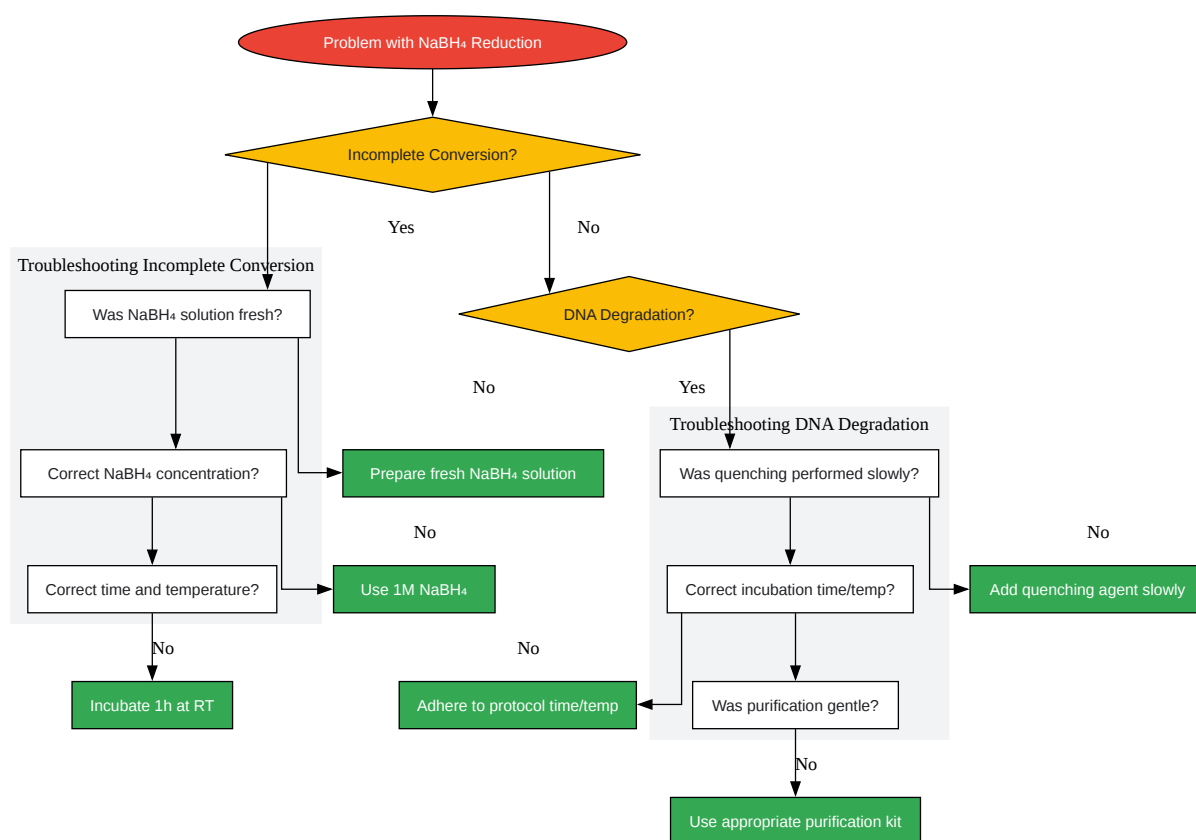 Problem with NaBH₄ Reduction
Incomplete Conversion?
Yes
No
Troubleshooting Incomplete Conversion
Was NaBH₄ solution fresh?
DNA Degradation?
No
Yes
Troubleshooting DNA Degradation
Correct NaBH₄ concentration?
Prepare fresh NaBH₄ solution
Was quenching performed slowly?
No
No
Correct time and temperature?
Use 1M NaBH₄
Correct incubation time/temp?
Add quenching agent slowly
No
No
Incubate 1h at RT
Adhere to protocol time/temp
Was purification gentle?
No
Use appropriate purification kit